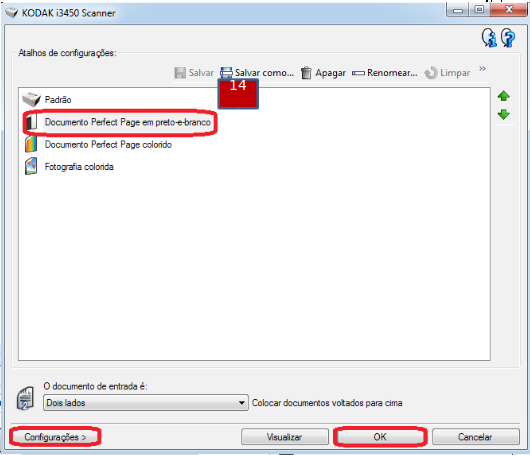 KODAK i3450 Scanner
Atalhos de configurações:
Salvar Salvar como... Apagar Renomear... Limpar »
14
Padrão
Documento Perfect Page em preto-e-branco
Documento Perfect Page colorido
Fotografia colorida
O documento de entrada é:
Dois lados Colocar documentos voltados para cima
Configurações > Visualizar OK Cancelar